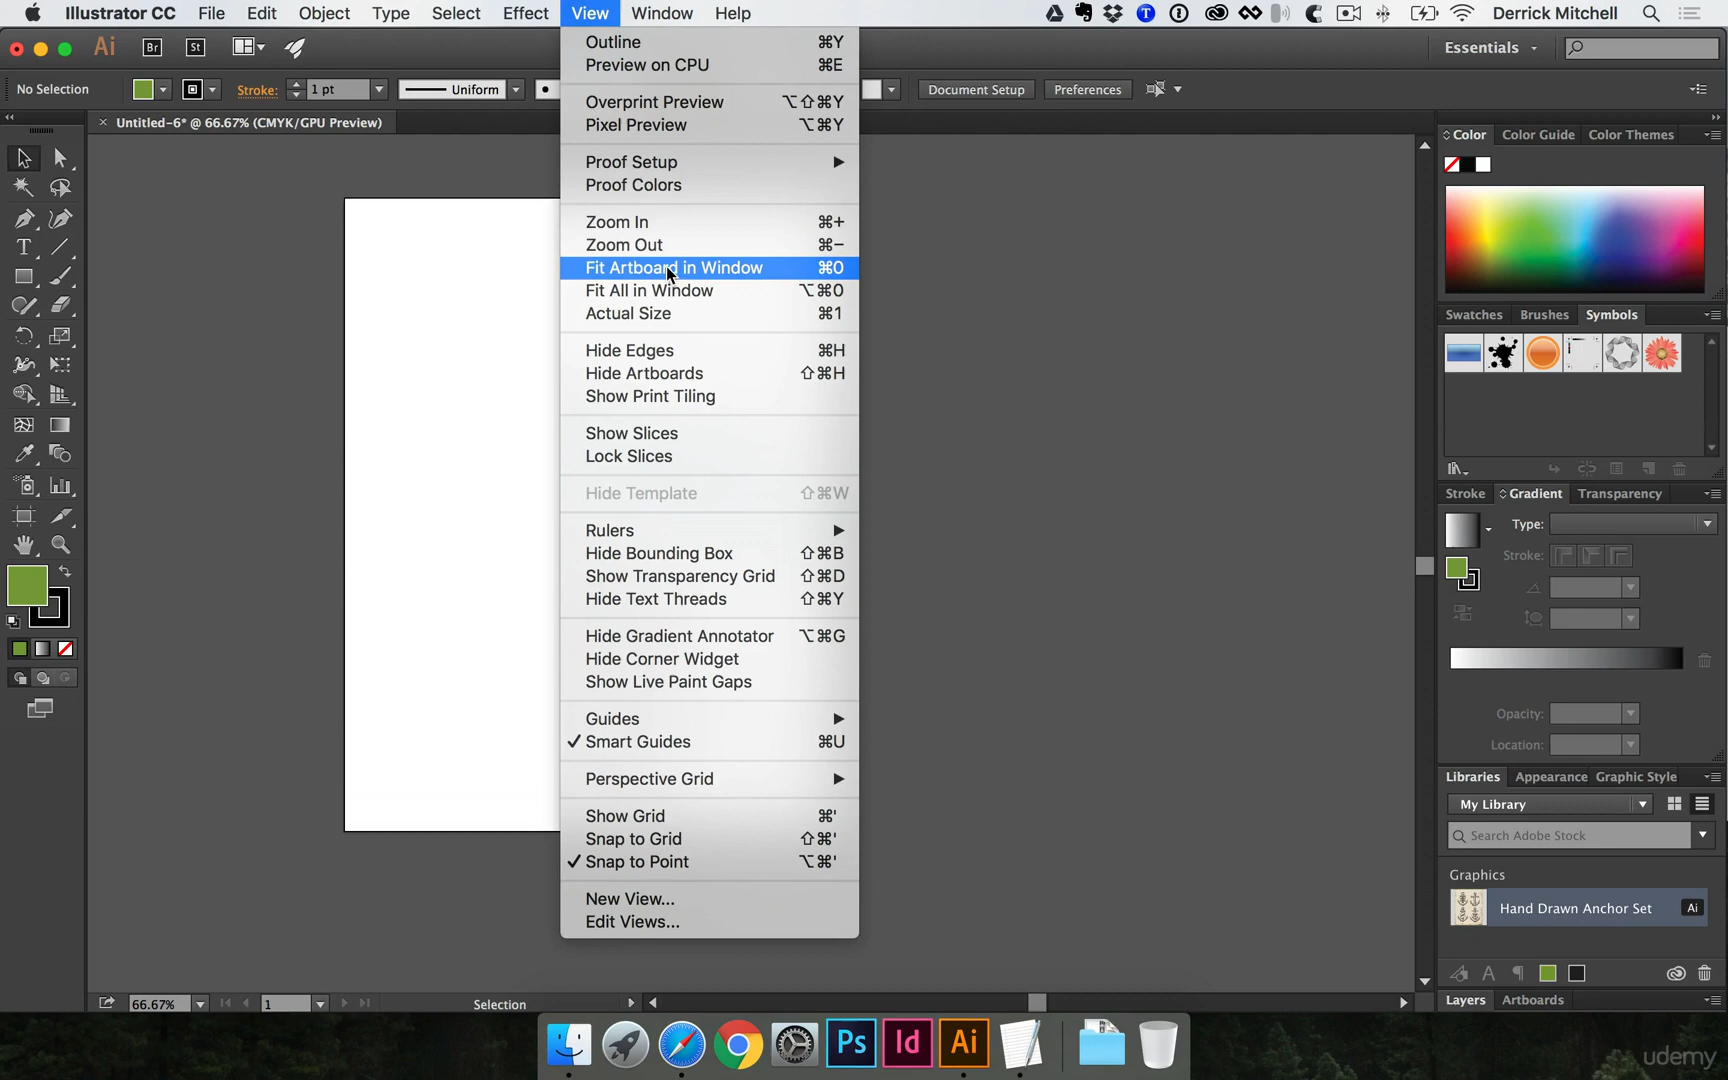 Illustrator CC File Edit Object Type Select Effect View Window Help Derrick Mitchell
Ai Br St Essentials
No Selection Stroke: 1 pt Uniform Document Setup Preferences
× Untitled-6* @ 66.67% (CMYK/GPU Preview)
Outline ⌘Y
Preview on CPU ⌘E
Overprint Preview ⌥⇧⌘Y
Pixel Preview ⌥⌘Y
Proof Setup
Proof Colors
Zoom In ⌘+
Zoom Out ⌘−
Fit Artboard in Window ⌘0
Fit All in Window ⌥⌘0
Actual Size ⌘1
Hide Edges ⌘H
Hide Artboards ⇧⌘H
Show Print Tiling
Show Slices
Lock Slices
Hide Template ⇧⌘W
Rulers
Hide Bounding Box ⇧⌘B
Show Transparency Grid ⇧⌘D
Hide Text Threads ⇧⌘Y
Hide Gradient Annotator ⌥⌘G
Hide Corner Widget
Show Live Paint Gaps
Guides
✓ Smart Guides ⌘U
Perspective Grid
Show Grid ⌘'
Snap to Grid ⇧⌘'
✓ Snap to Point ⌥⌘'
New View...
Edit Views...
Color Color Guide Color Themes
Swatches Brushes Symbols
Stroke Gradient Transparency
Type:
Stroke:
Opacity:
Location:
Libraries Appearance Graphic Style
My Library
Search Adobe Stock
Graphics
Hand Drawn Anchor Set Ai
Layers Artboards
66.67% 1 Selection
Ps Id Ai
udemy